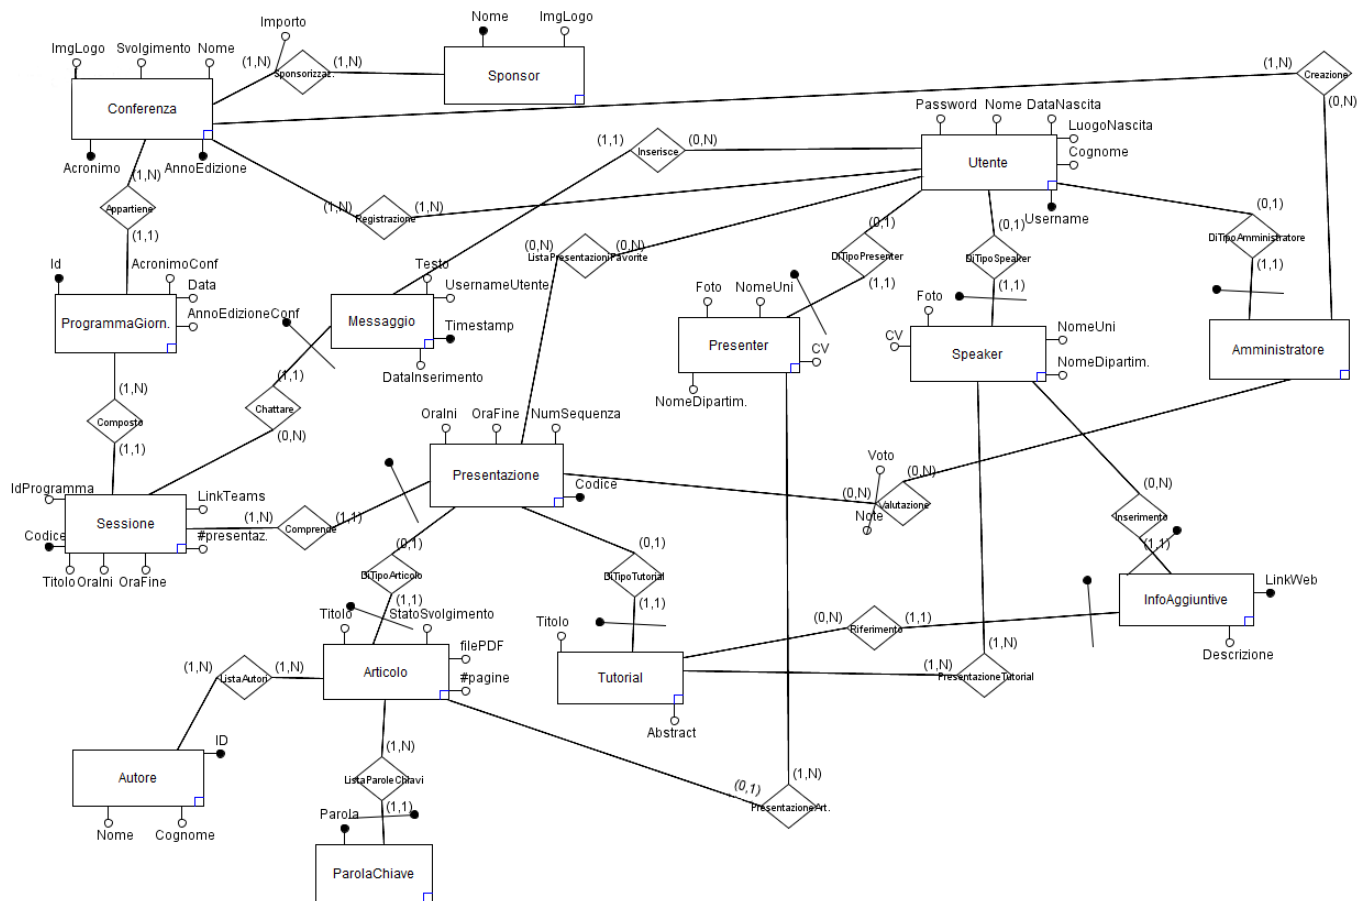 Importo
Nome
ImgLogo
ImgLogo
Svolgimento
Nome
(1,N)
Sponsorizzaz.
(1,N)
Sponsor
(1,N)
Creazione
(0,N)
Conferenza
Password
Nome
DataNascita
LuogoNascita
Cognome
Utente
Username
(1,1)
Inserisce
(0,N)
Acronimo
AnnoEdizione
(1,N)
Appartiene
(1,1)
(1,N)
Registrazione
(1,N)
(0,N)
ListaPresentazioniFavorite
(0,N)
(0,1)
DiTipoPresenter
(1,1)
(0,1)
DiTipoSpeaker
(1,1)
(0,1)
DiTipoAmministratore
(1,1)
Id
AcronimoConf
Data
AnnoEdizioneConf
ProgrammaGiorn.
Testo
UsernameUtente
Messaggio
Timestamp
DataInserimento
Foto
NomeUni
Presenter
CV
NomeDipartim.
Foto
CV
Speaker
NomeUni
NomeDipartim.
Amministratore
(1,N)
Composto
(1,1)
(1,1)
Chattare
(0,N)
OraIni
OraFine
NumSequenza
Presentazione
Codice
Voto
(0,N)
(0,N)
Valutazione
Note
(0,N)
Inserimento
(1,1)
IdProgramma
LinkTeams
Sessione
Codice
#presentaz.
Titolo
OraIni
OraFine
(1,N)
Comprende
(1,1)
(0,1)
DiTipoArticolo
(1,1)
(0,1)
DiTipoTutorial
(1,1)
InfoAggiuntive
LinkWeb
Descrizione
(0,N)
Riferimento
(1,1)
Titolo
StatoSvolgimento
filePDF
Articolo
#pagine
Titolo
Tutorial
Abstract
(1,N)
PresentazioneTutorial
(1,N)
(1,N)
ListaAutori
(1,N)
ID
Autore
Nome
Cognome
(1,N)
ListaParoleChiavi
(1,1)
Parola
ParolaChiave
(0,1)
PresentazioneArt.
(1,N)